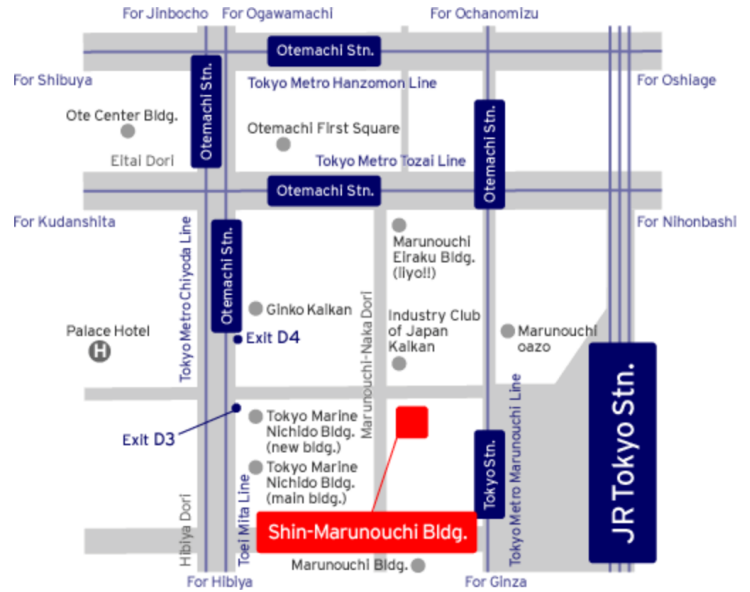 For Jinbocho
For Ogawamachi
For Ochanomizu
Otemachi Stn.
For Shibuya
Tokyo Metro Hanzomon Line
For Oshiage
Otemachi Stn.
Ote Center Bldg.
Otemachi First Square
Otemachi Stn.
Eitai Dori
Tokyo Metro Tozai Line
Otemachi Stn.
For Kudanshita
For Nihonbashi
Tokyo Metro Chiyoda Line
Otemachi Stn.
Marunouchi
Eiraku Bldg.
(iiyo!!)
Ginko Kaikan
Marunouchi-Naka Dori
Industry Club
of Japan
Kaikan
Palace Hotel
H
Exit D4
Marunouchi
oazo
JR Tokyo Stn.
Exit D3
Tokyo Marine
Nichido Bldg.
(new bldg.)
Tokyo Marine
Nichido Bldg.
(main bldg.)
Tokyo Stn.
Tokyo Metro Marunouchi Line
Hibiya Dori
Toei Mita Line
Shin-Marunouchi Bldg.
Marunouchi Bldg.
For Hibiya
For Ginza